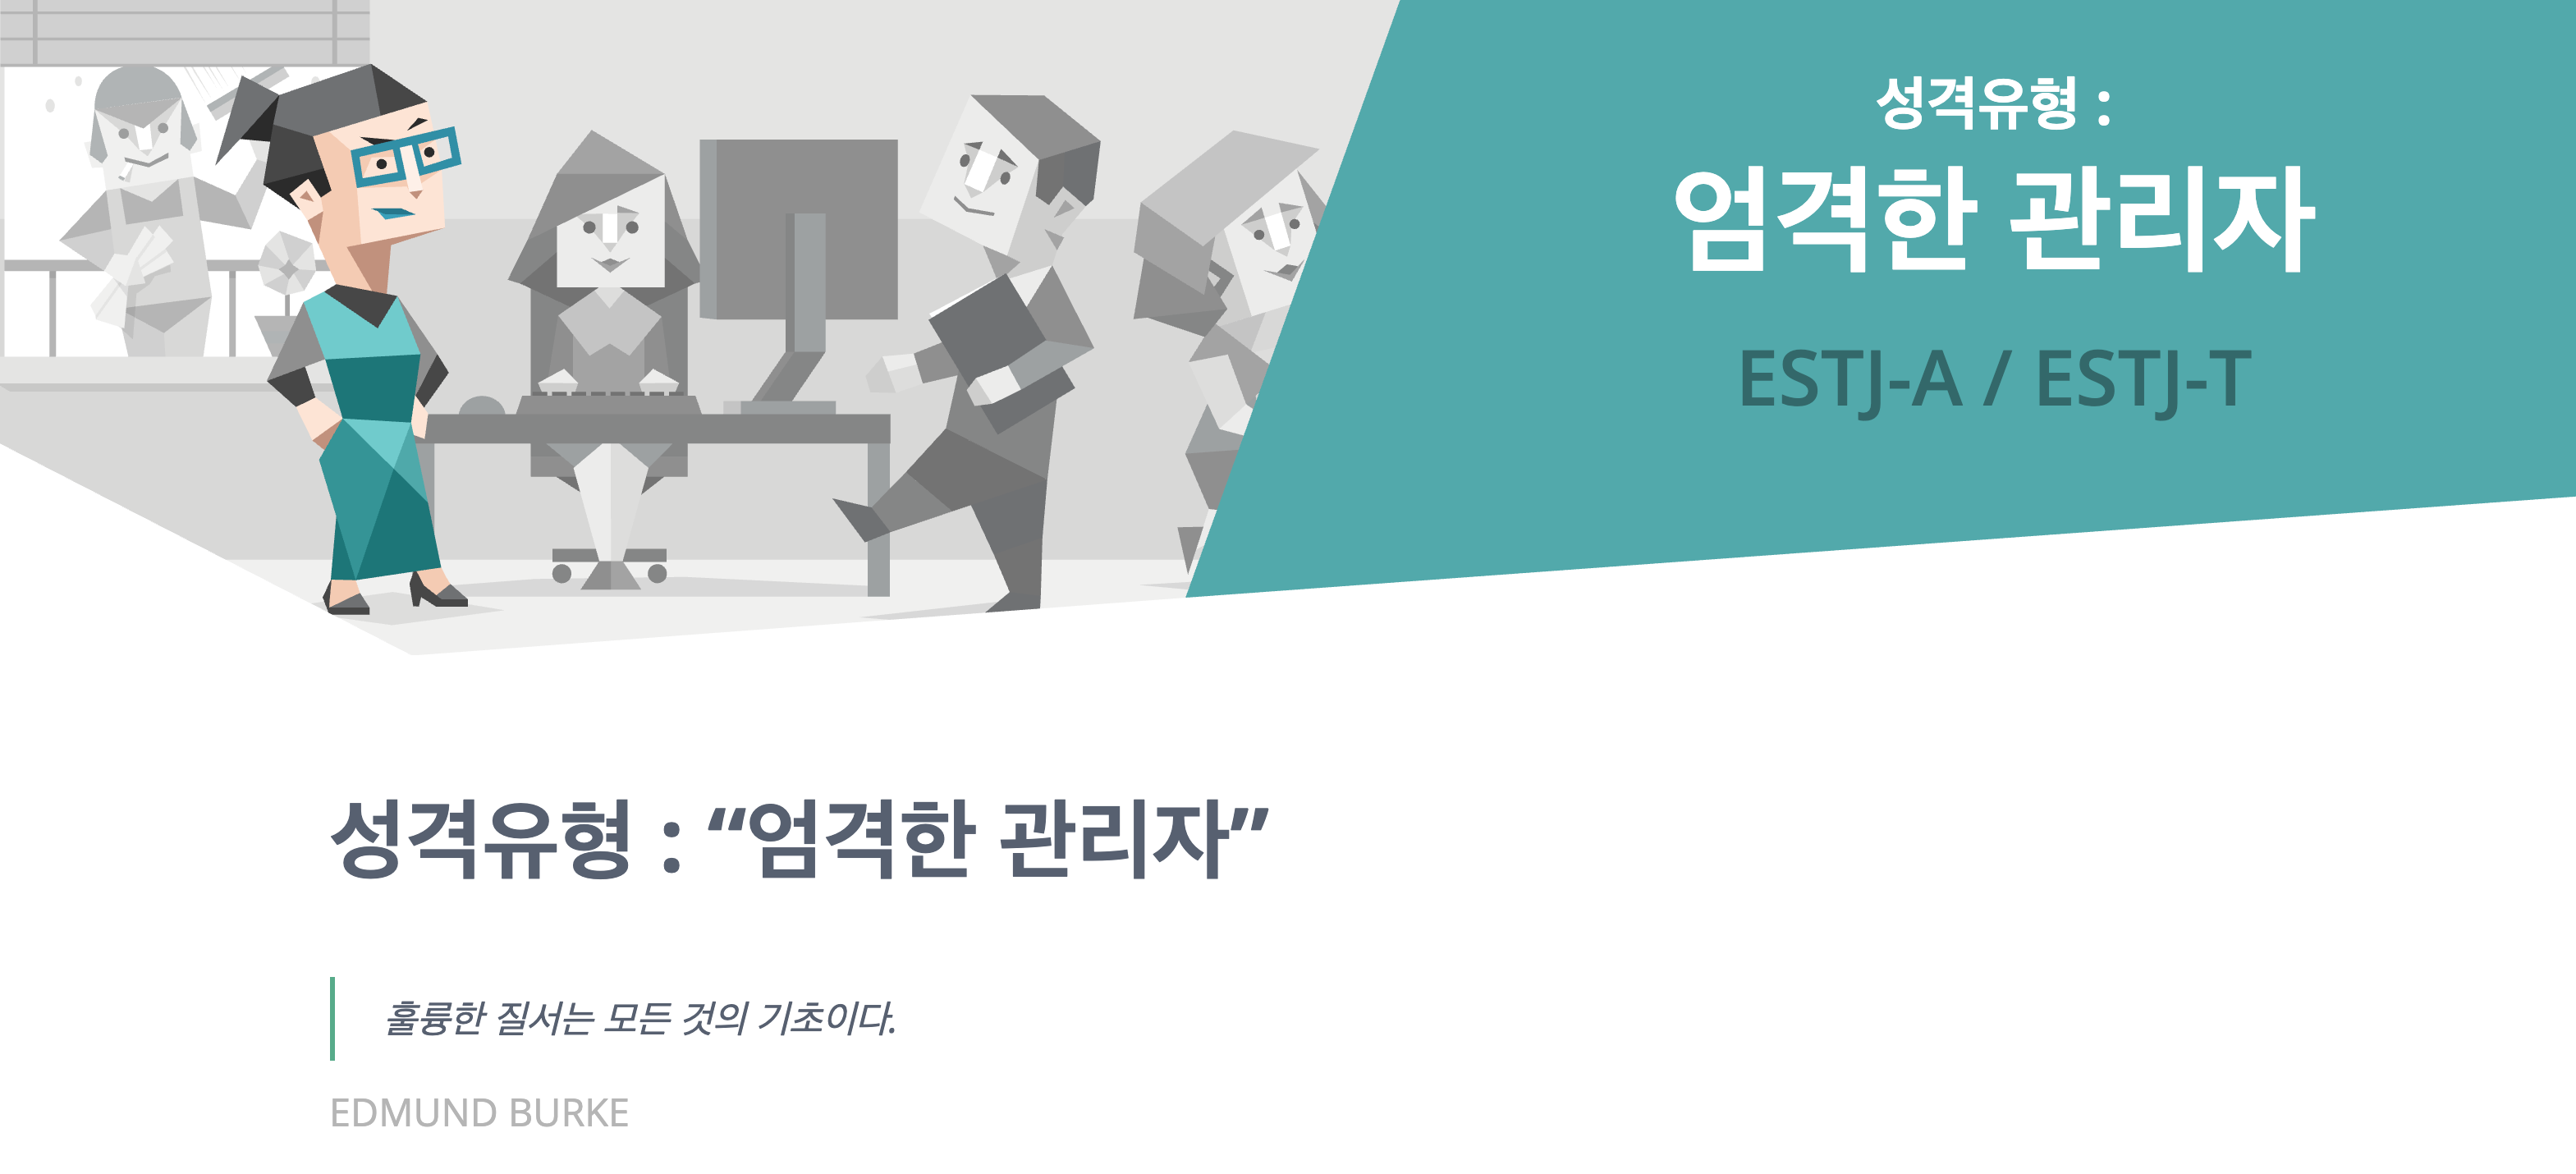 성격유형 :
엄격한 관리자
ESTJ-A / ESTJ-T
성격유형 : “엄격한 관리자”
훌륭한 질서는 모든 것의 기초이다.
EDMUND BURKE